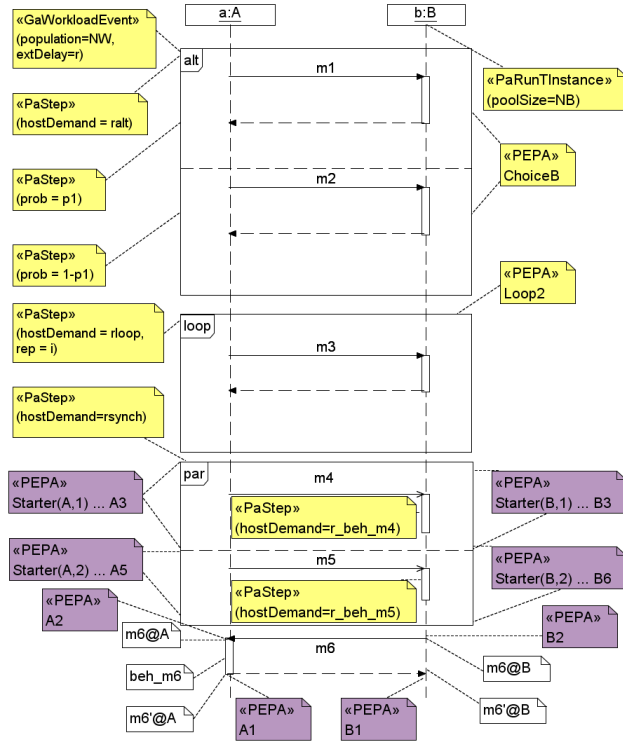 «GaWorkloadEvent»
(population=NW,
extDelay=r)
a:A
b:B
alt
m1
«PaRunTInstance»
(poolSize=NB)
«PaStep»
(hostDemand = ralt)
«PEPA»
ChoiceB
«PaStep»
(prob = p1)
m2
«PaStep»
(prob = 1-p1)
«PEPA»
Loop2
«PaStep»
(hostDemand = rloop,
rep = i)
loop
m3
«PaStep»
(hostDemand=rsynch)
par
«PEPA»
Starter(A,1) ... A3
m4
«PEPA»
Starter(B,1) ... B3
«PaStep»
(hostDemand=r_beh_m4)
«PEPA»
Starter(A,2) ... A5
m5
«PEPA»
Starter(B,2) ... B6
«PaStep»
(hostDemand=r_beh_m5)
«PEPA»
A2
«PEPA»
B2
m6@A
m6
beh_m6
m6@B
m6'@A
«PEPA»
A1
«PEPA»
B1
m6'@B